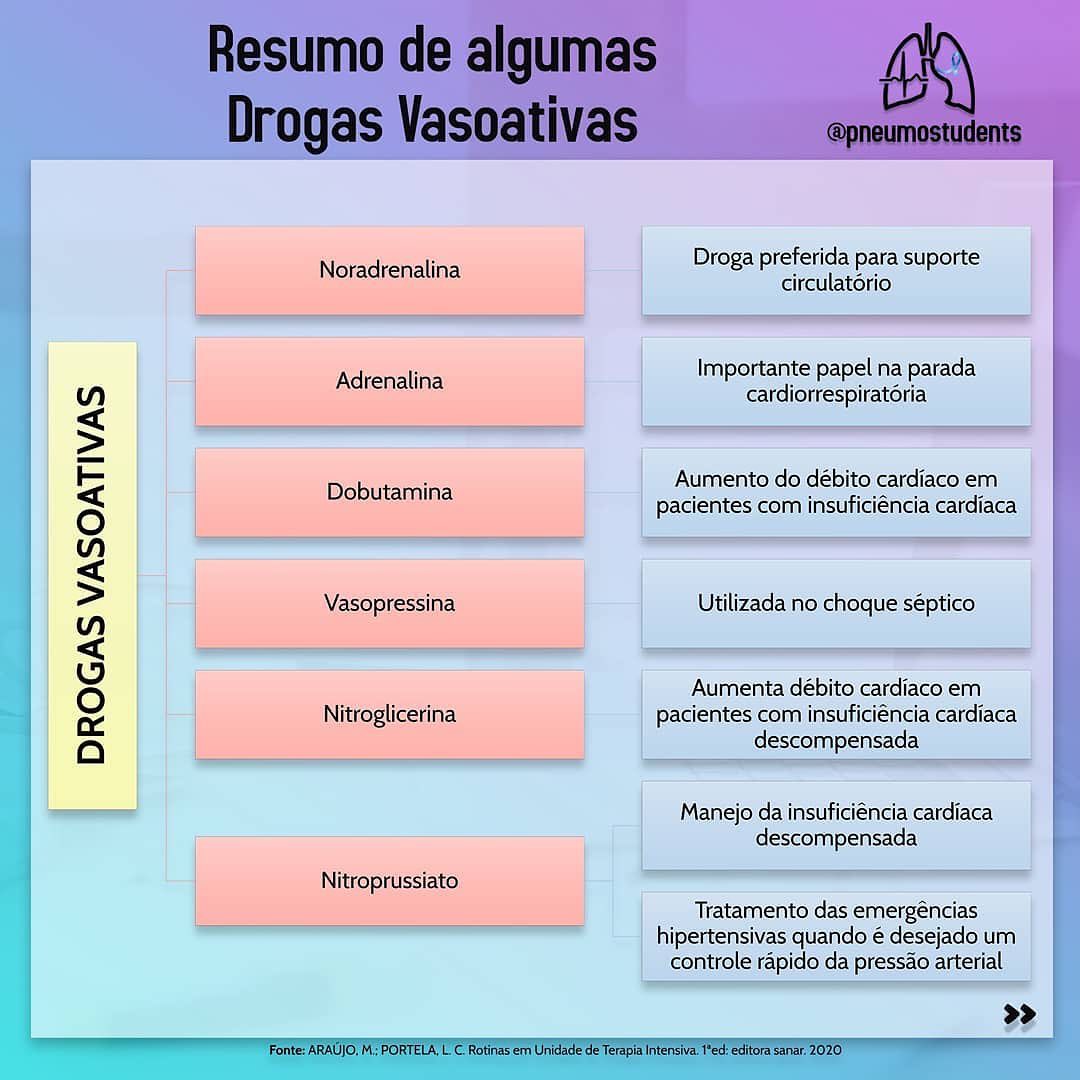 Resumo de algumas
Drogas Vasoativas
@pneumostudents
DROGAS VASOATIVAS
Noradrenalina
Droga preferida para suporte
circulatório
Adrenalina
Importante papel na parada
cardiorrespiratória
Dobutamina
Aumento do débito cardíaco em
pacientes com insuficiência cardíaca
Vasopressina
Utilizada no choque séptico
Nitroglicerina
Aumenta débito cardíaco em
pacientes com insuficiência cardíaca
descompensada
Nitroprussiato
Manejo da insuficiência cardíaca
descompensada
Tratamento das emergências
hipertensivas quando é desejado um
controle rápido da pressão arterial
Fonte: ARAÚJO, M.; PORTELA, L. C. Rotinas em Unidade de Terapia Intensiva. 1ªed: editora sanar. 2020